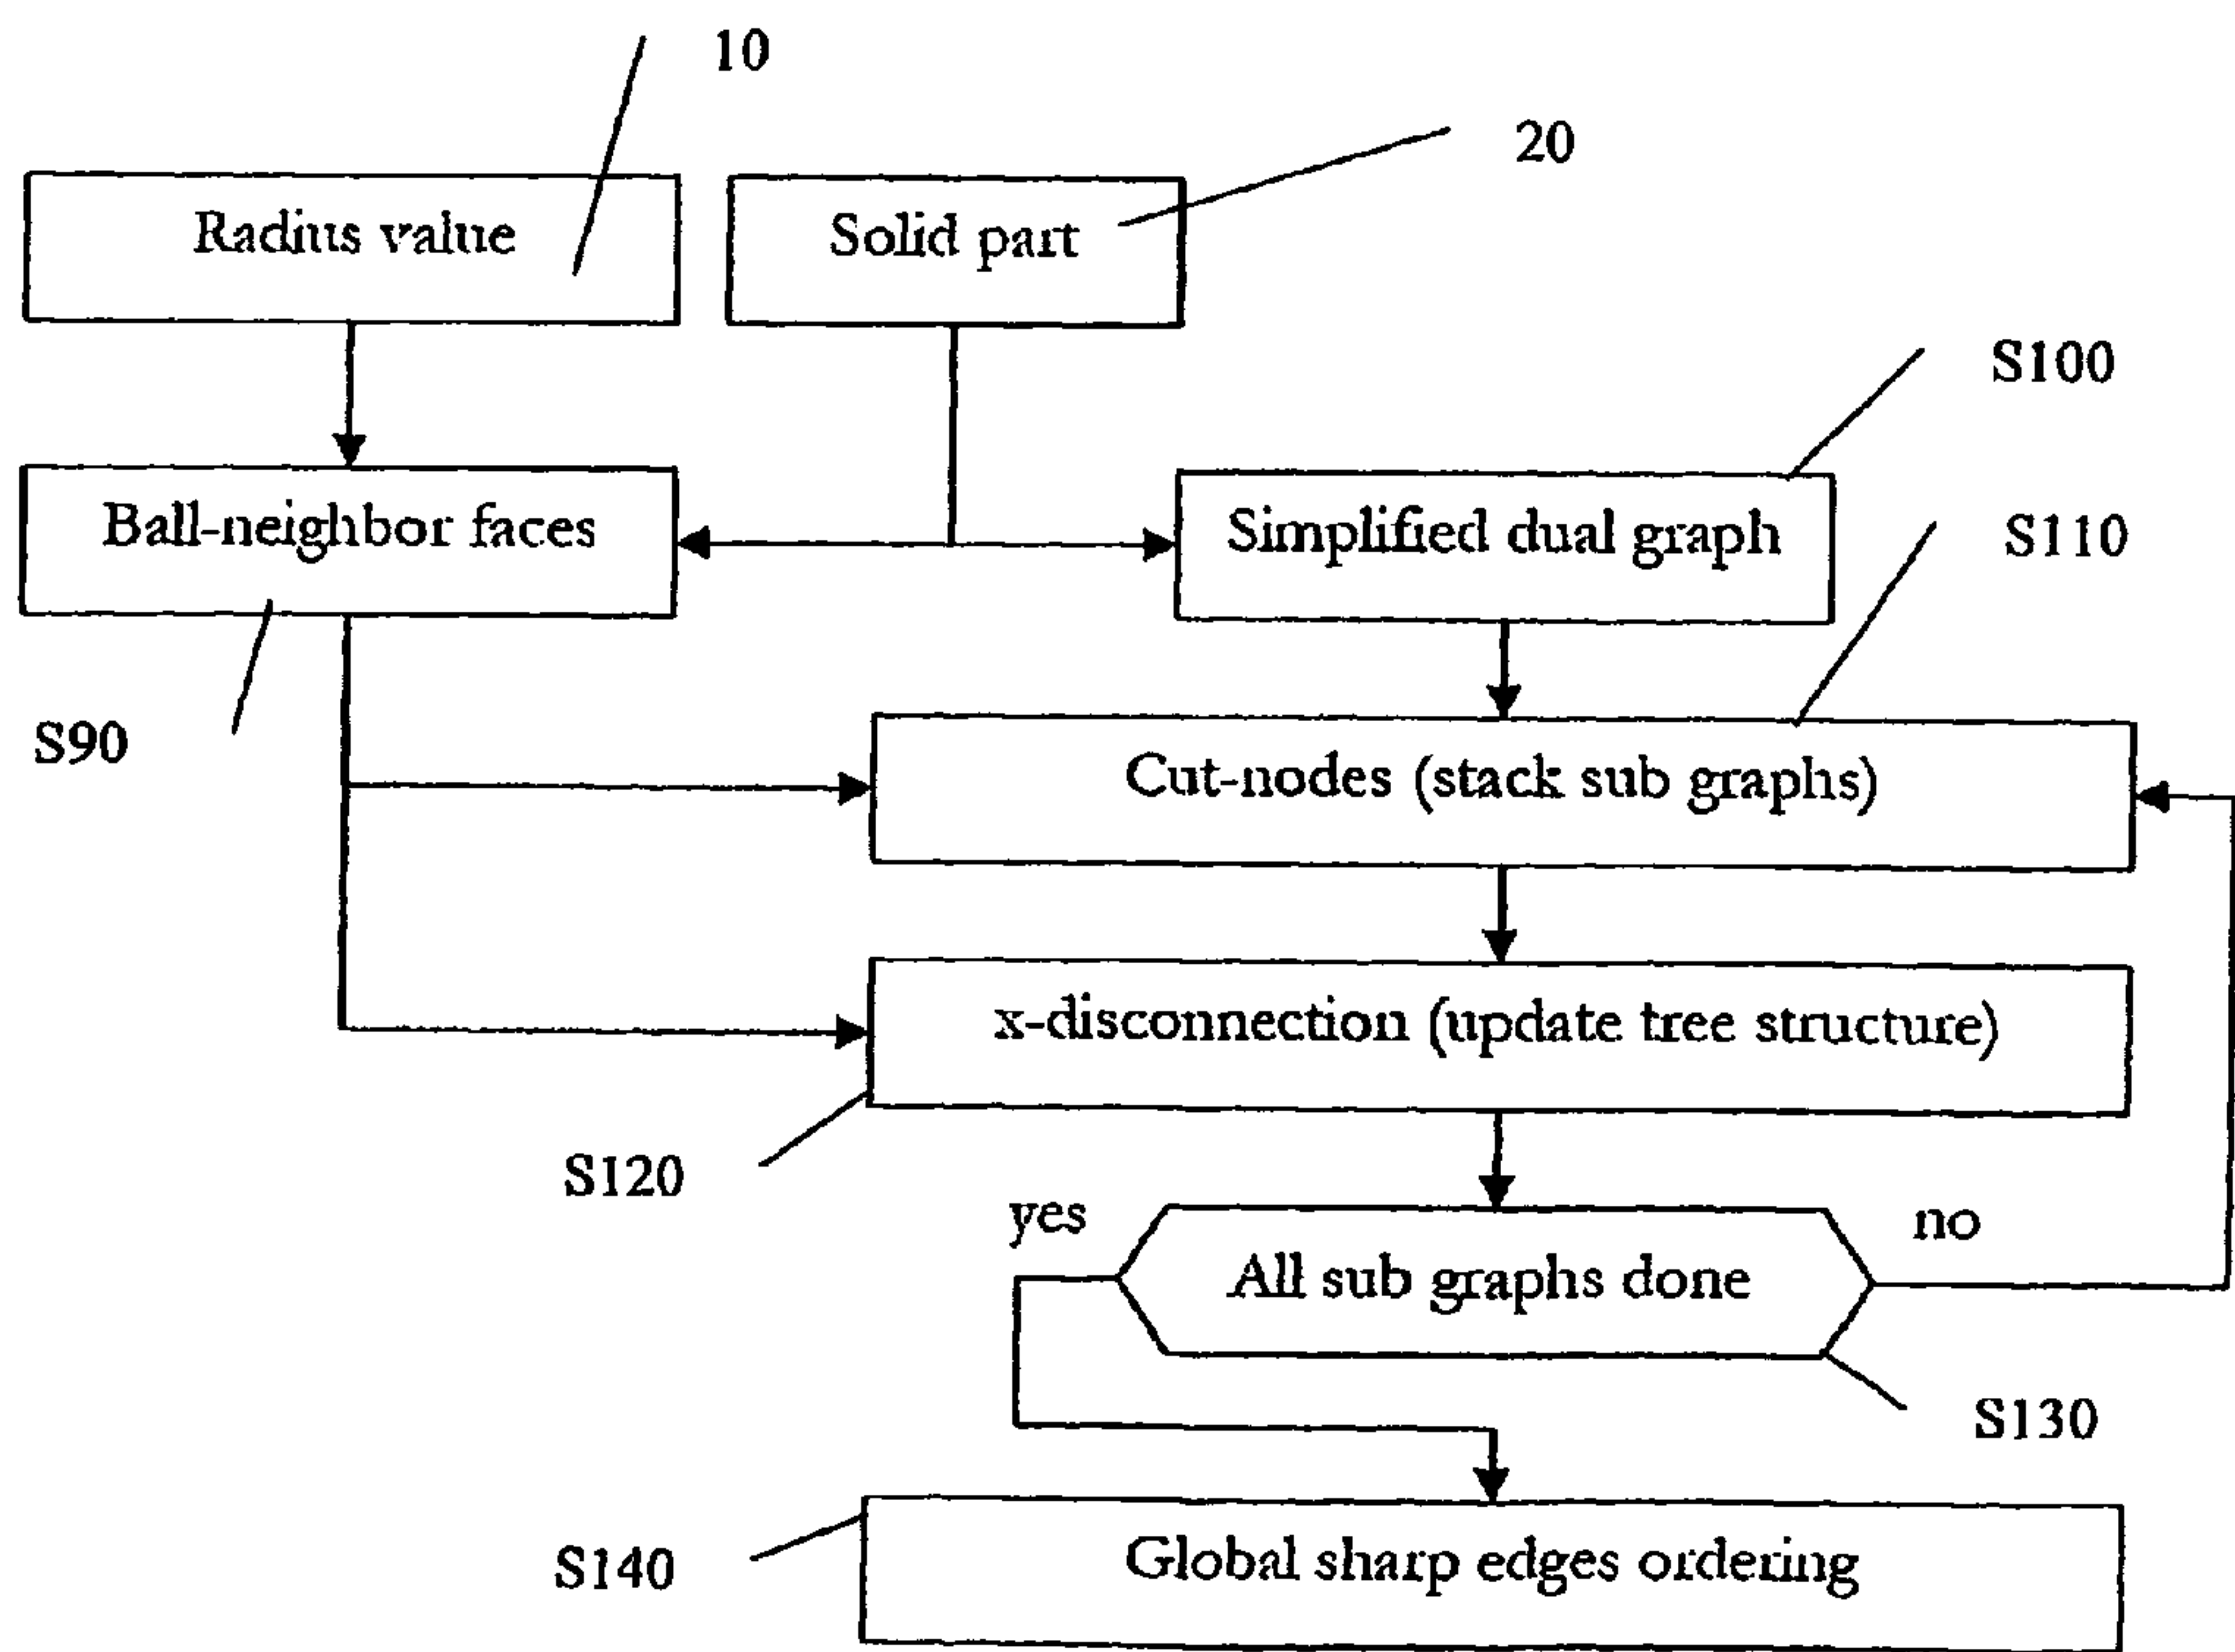 10
20
Radius value
Solid part
S100
Ball-neighbor faces
Simplified dual graph
S110
S90
Cut-nodes (stack sub graphs)
x-disconnection (update tree structure)
S120
yes
no
All sub graphs done
S130
S140
Global sharp edges ordering